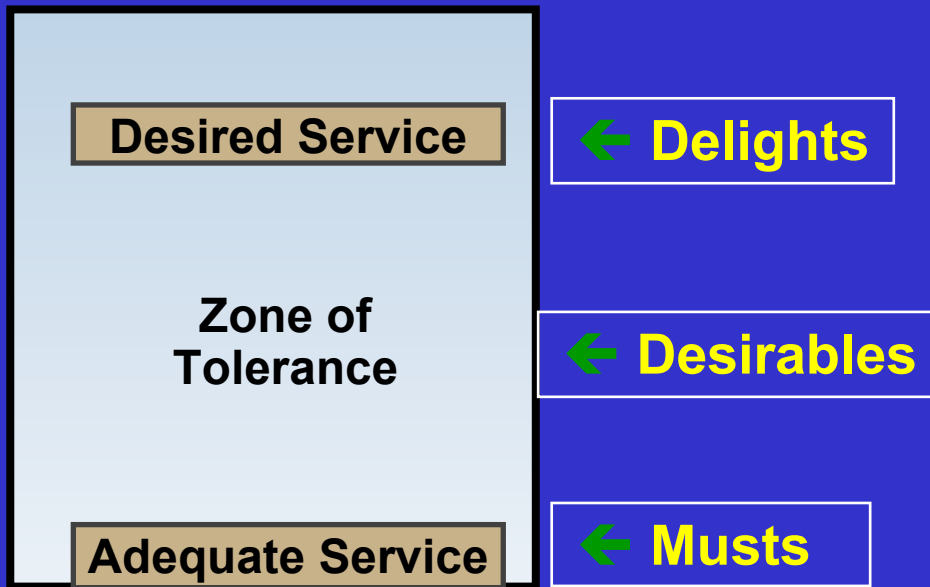 Desired Service
← Delights
Zone of
Tolerance
← Desirables
Adequate Service
← Musts